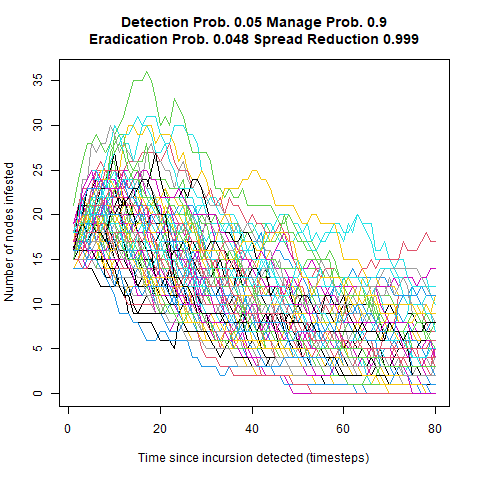 Detection Prob. 0.05 Manage Prob. 0.9
Eradication Prob. 0.048 Spread Reduction 0.999
Number of nodes infested
35
30
25
20
15
10
5
0
0 20 40 60 80
Time since incursion detected (timesteps)